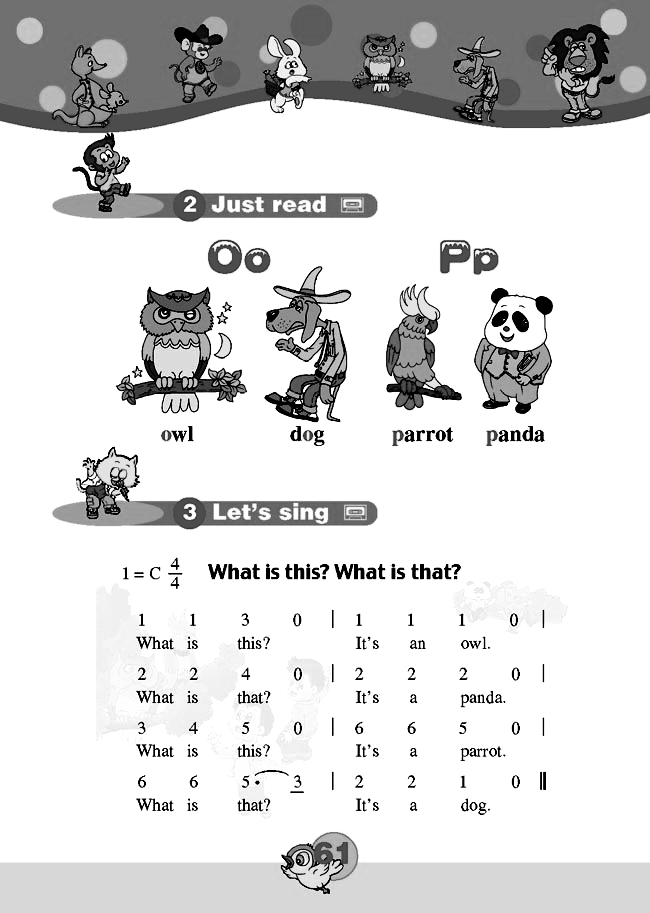 2 Just read
Oo Pp
owl dog parrot panda
3 Let's sing
1 = C 4/4 What is this? What is that?
1 1 3 0 | 1 1 1 0 |
What is this? It's an owl.
2 2 4 0 | 2 2 2 0 |
What is that? It's a panda.
3 4 5 0 | 6 6 5 0 |
What is this? It's a parrot.
6 6 5· 3 | 2 2 1 0 ‖
What is that? It's a dog.
61